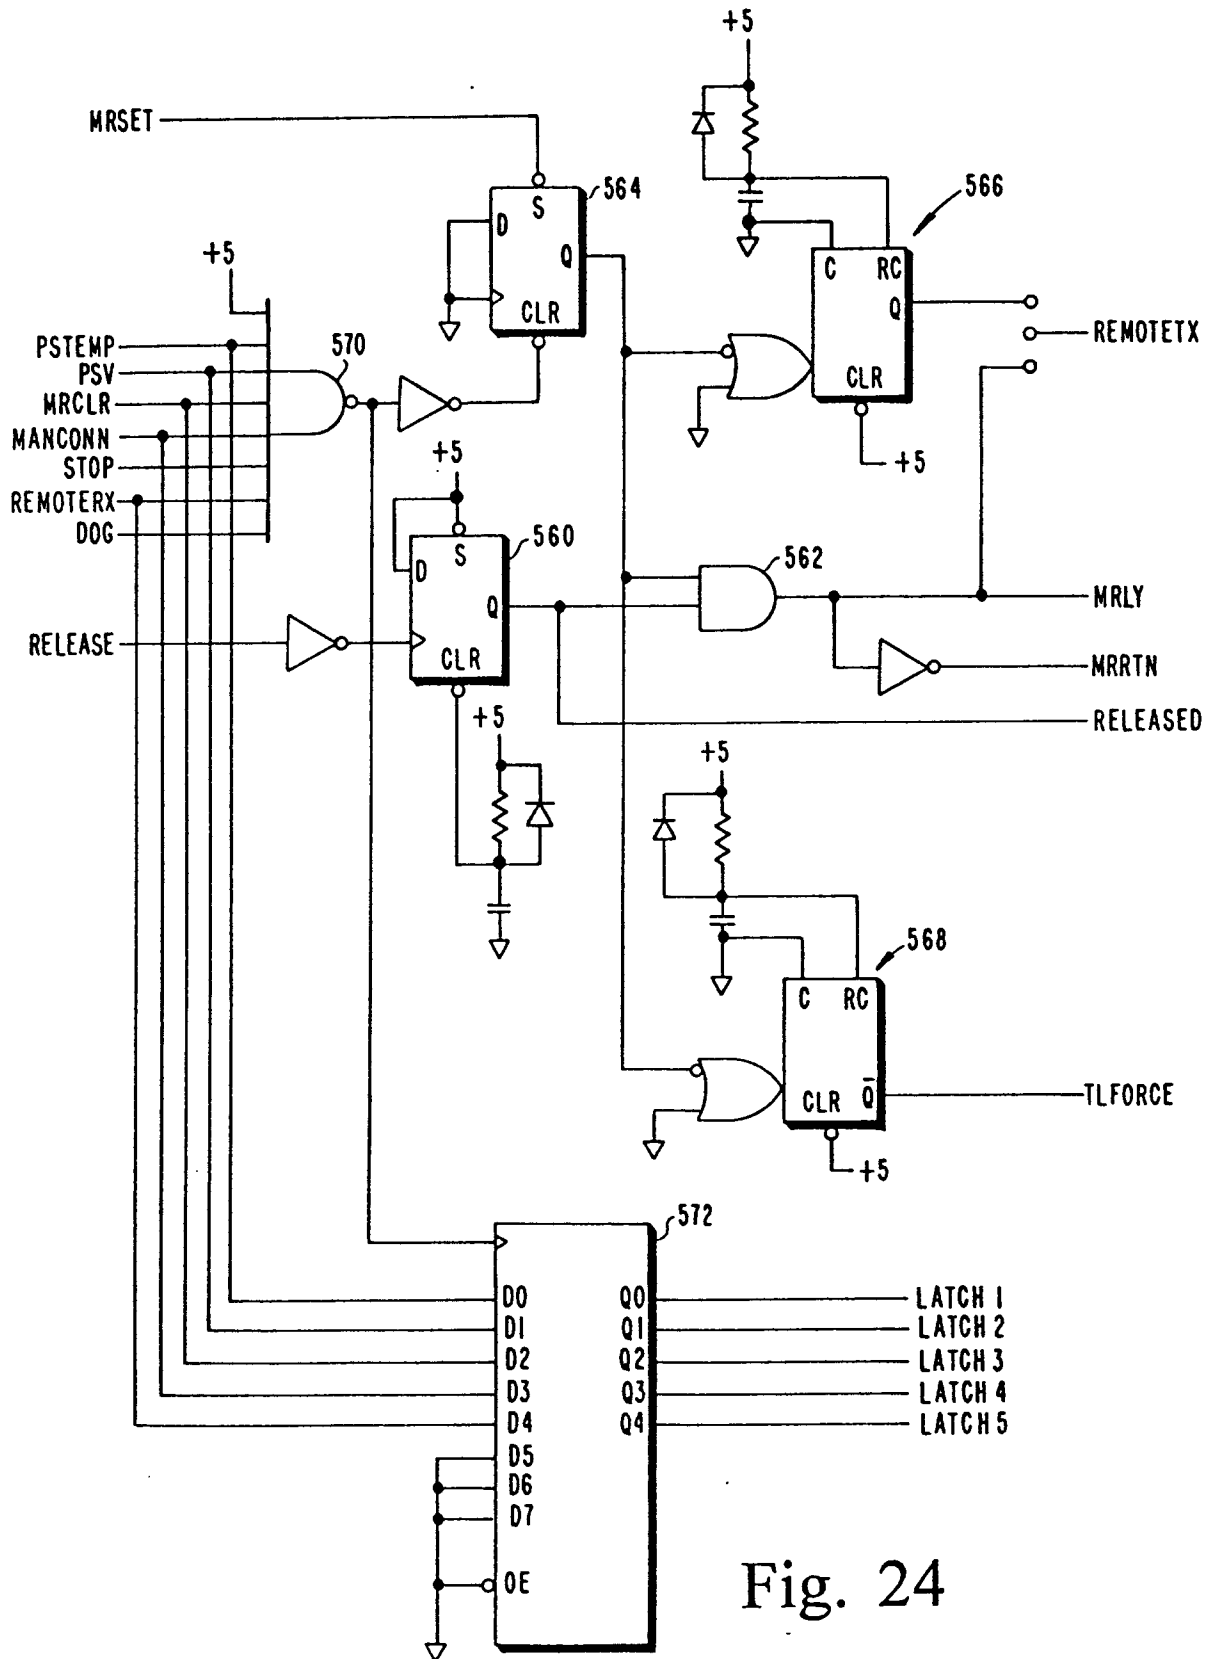 +5
MRSET
564
S
D
Q
CLR
566
C RC
Q
CLR
+5
REMOTETX
+5
PSTEMP
PSV
MRCLR
MANCONN
STOP
REMOTERX
DOG
570
+5
560
S
D
Q
CLR
RELEASE
562
MRLY
MRRTN
RELEASED
+5
+5
568
C RC
CLR Q̅
+5
TLFORCE
572
D0 Q0 LATCH 1
D1 Q1 LATCH 2
D2 Q2 LATCH 3
D3 Q3 LATCH 4
D4 Q4 LATCH 5
D5
D6
D7
OE
Fig. 24